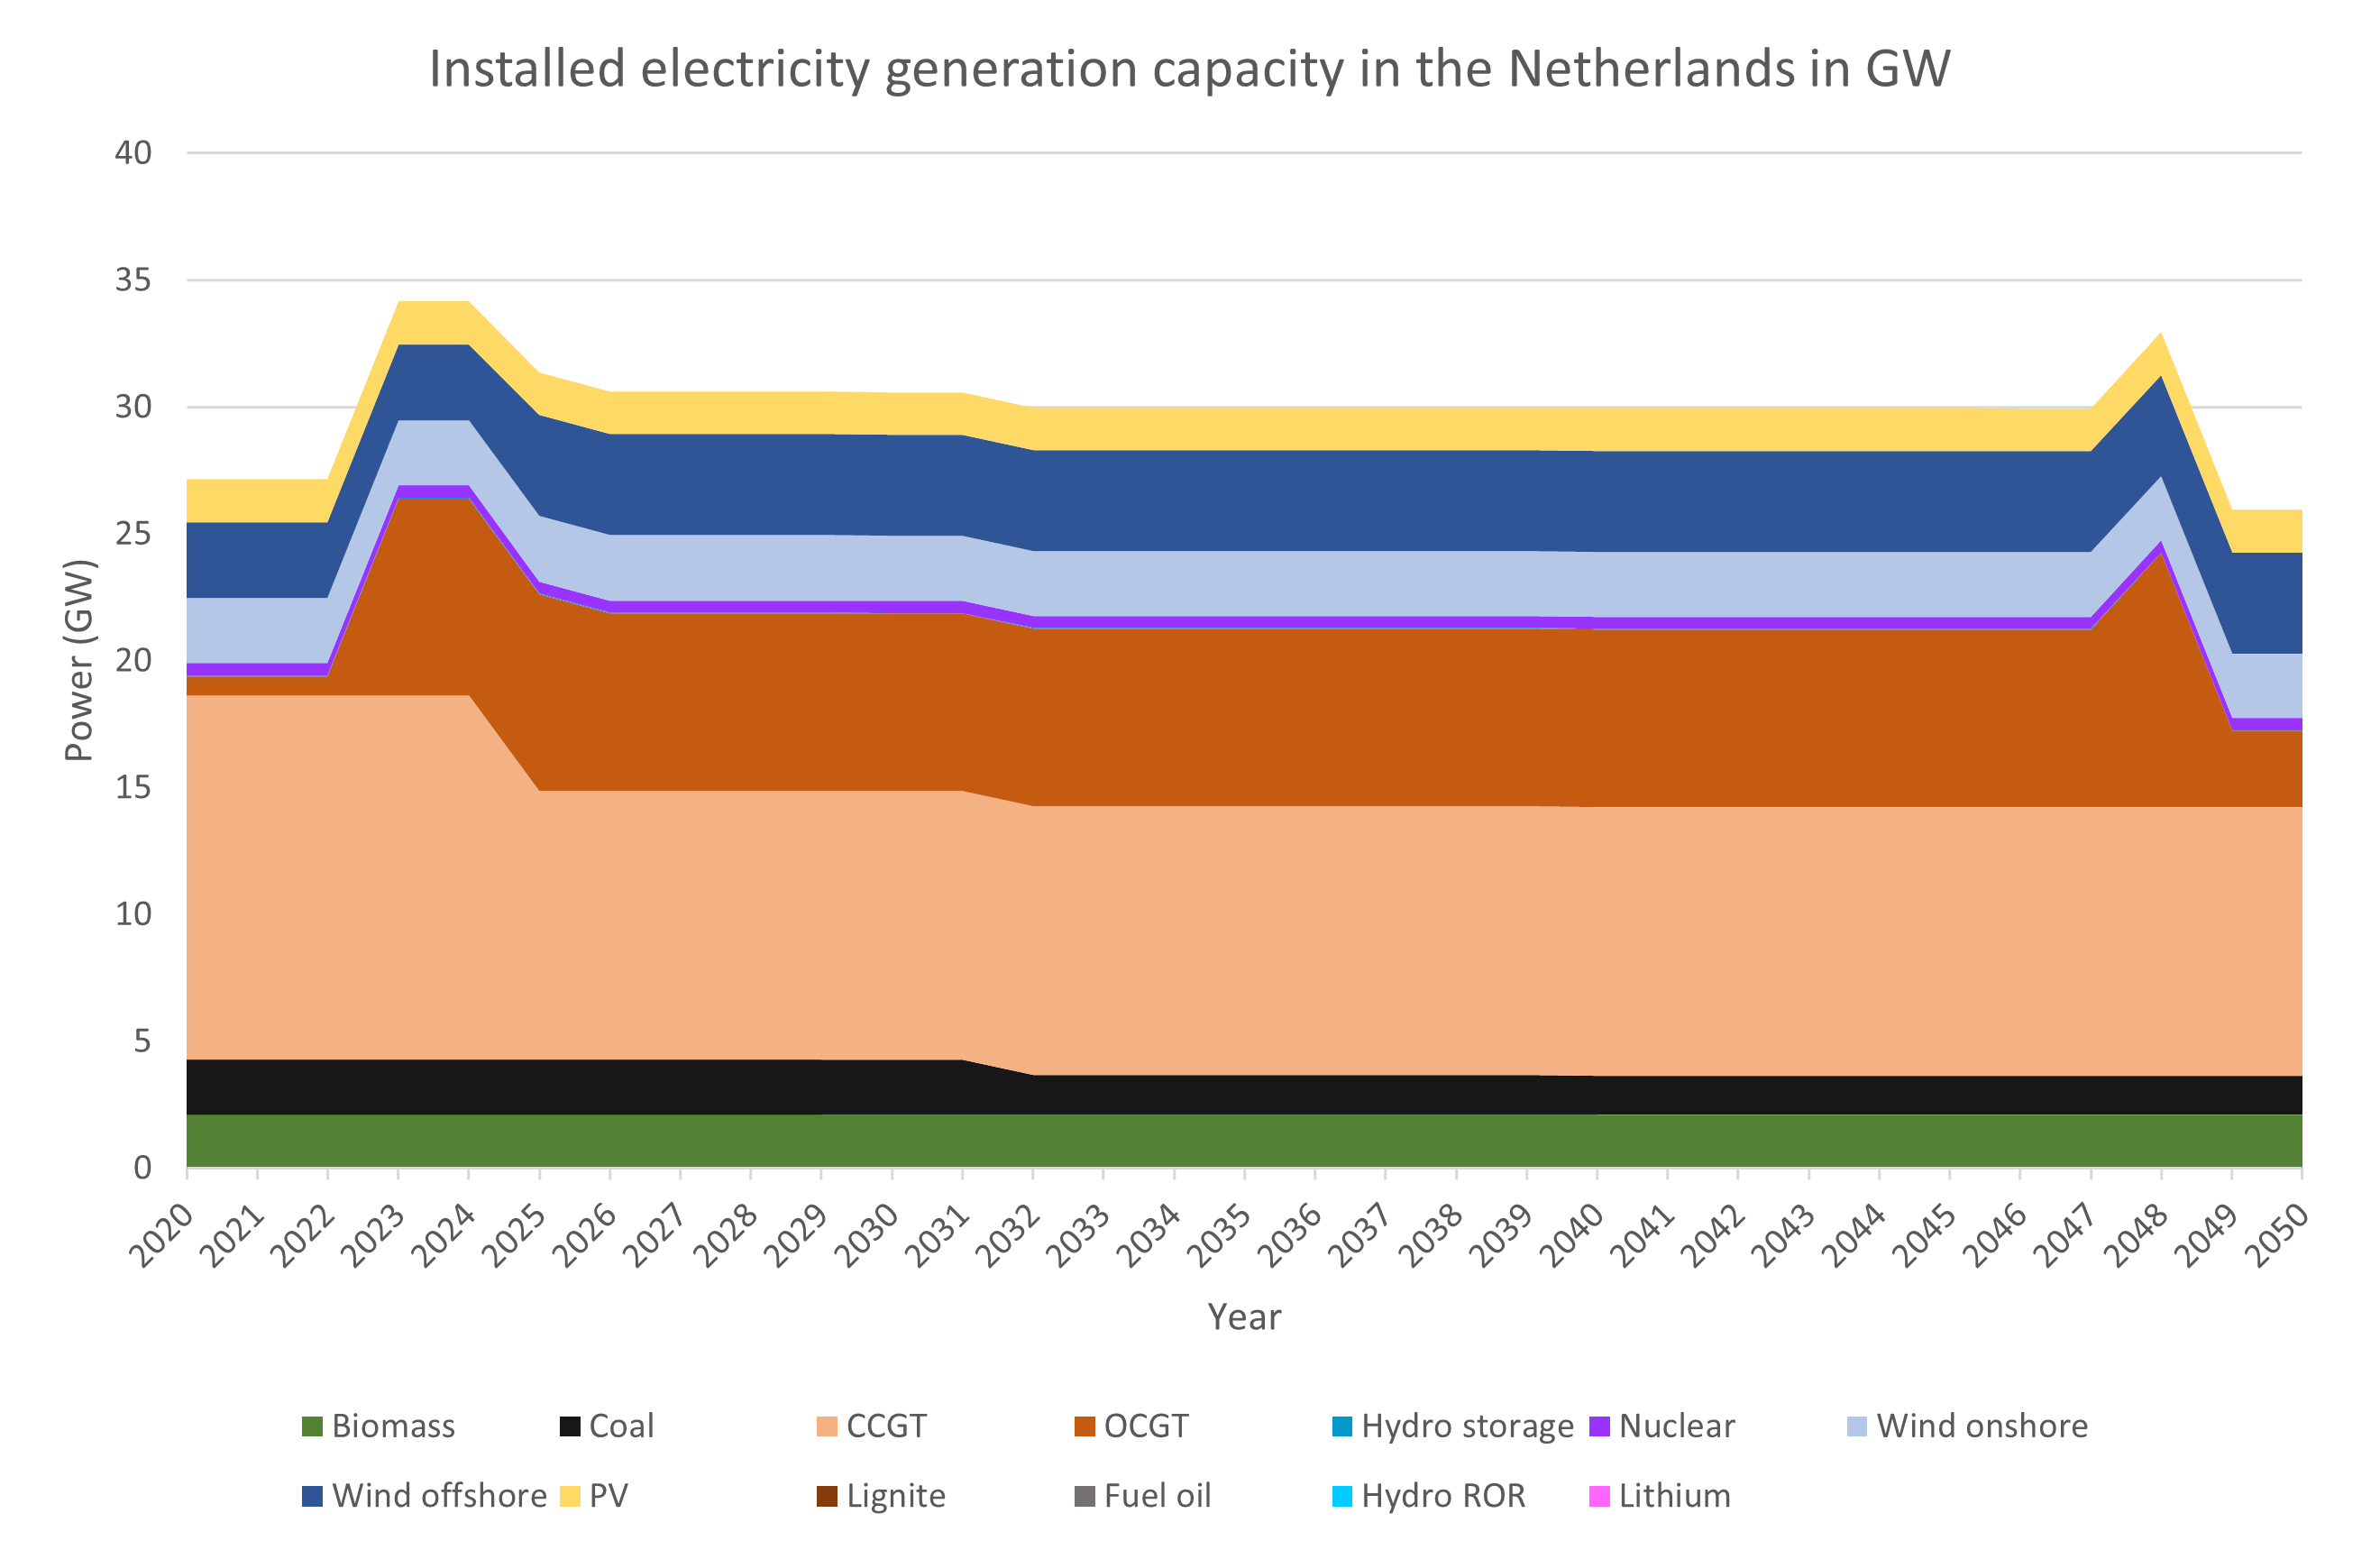 Installed electricity generation capacity in the Netherlands in GW
40
35
30
25
20
15
10
5
0
Power (GW)
2020 2021 2022 2023 2024 2025 2026 2027 2028 2029 2030 2031 2032 2033 2034 2035 2036 2037 2038 2039 2040 2041 2042 2043 2044 2045 2046 2047 2048 2049 2050
Year
Biomass Coal CCGT OCGT Hydro storage Nuclear Wind onshore
Wind offshore PV Lignite Fuel oil Hydro ROR Lithium